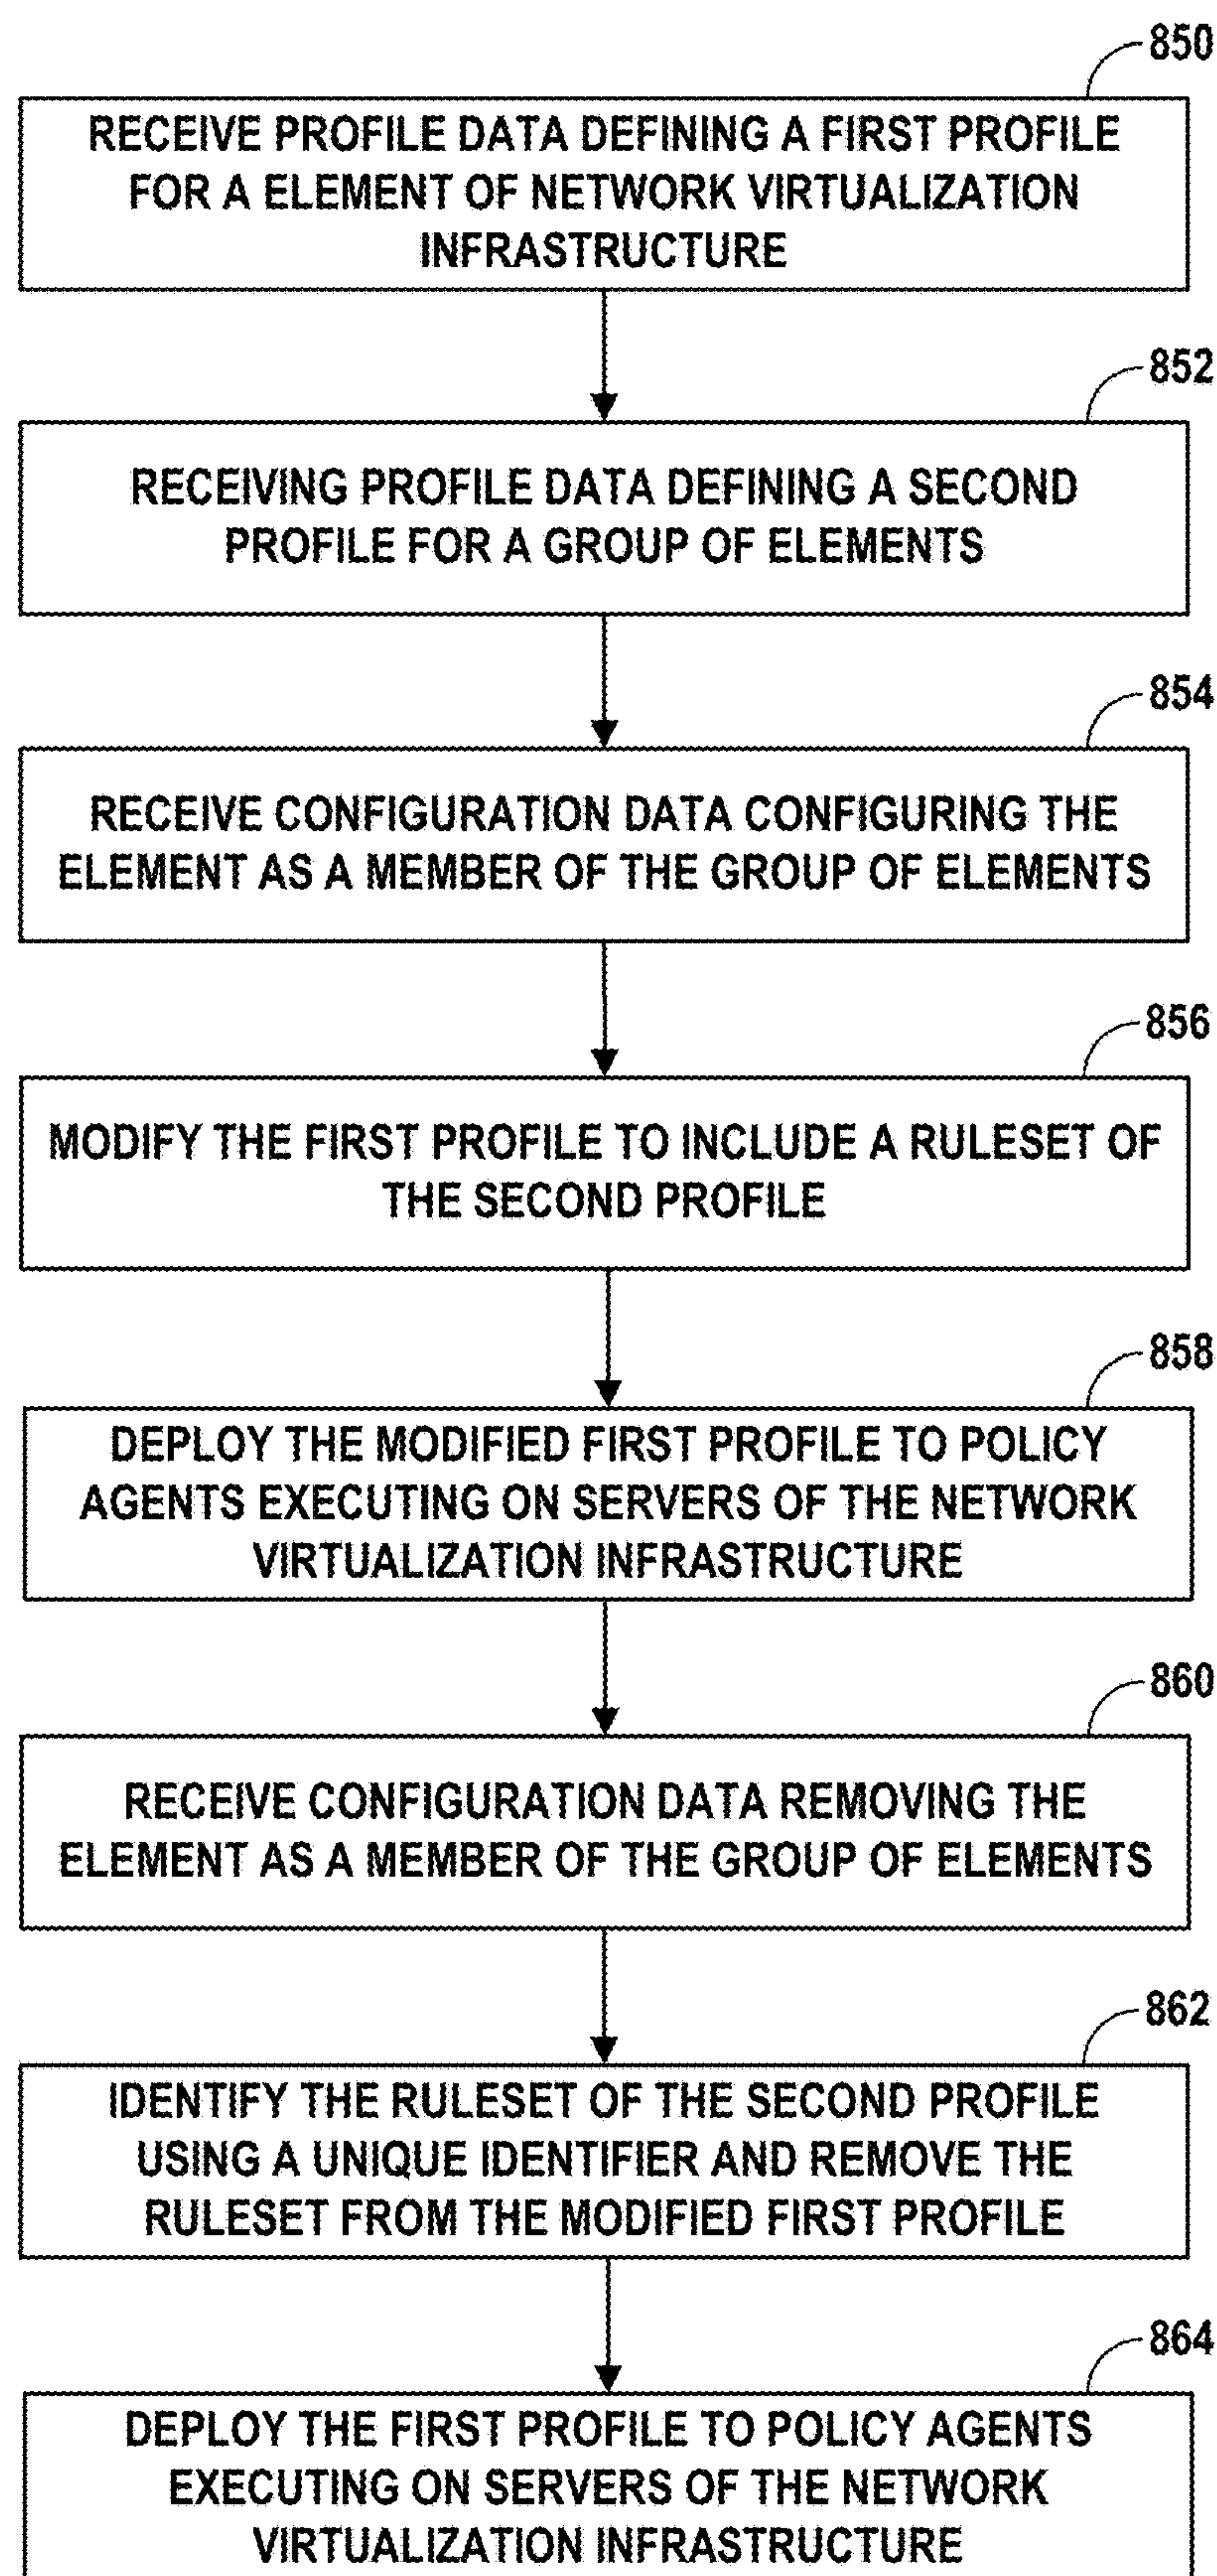 850
RECEIVE PROFILE DATA DEFINING A FIRST PROFILE
FOR A ELEMENT OF NETWORK VIRTUALIZATION
INFRASTRUCTURE
852
RECEIVING PROFILE DATA DEFINING A SECOND
PROFILE FOR A GROUP OF ELEMENTS
854
RECEIVE CONFIGURATION DATA CONFIGURING THE
ELEMENT AS A MEMBER OF THE GROUP OF ELEMENTS
856
MODIFY THE FIRST PROFILE TO INCLUDE A RULESET OF
THE SECOND PROFILE
858
DEPLOY THE MODIFIED FIRST PROFILE TO POLICY
AGENTS EXECUTING ON SERVERS OF THE NETWORK
VIRTUALIZATION INFRASTRUCTURE
860
RECEIVE CONFIGURATION DATA REMOVING THE
ELEMENT AS A MEMBER OF THE GROUP OF ELEMENTS
862
IDENTIFY THE RULESET OF THE SECOND PROFILE
USING A UNIQUE IDENTIFIER AND REMOVE THE
RULESET FROM THE MODIFIED FIRST PROFILE
864
DEPLOY THE FIRST PROFILE TO POLICY AGENTS
EXECUTING ON SERVERS OF THE NETWORK
VIRTUALIZATION INFRASTRUCTURE